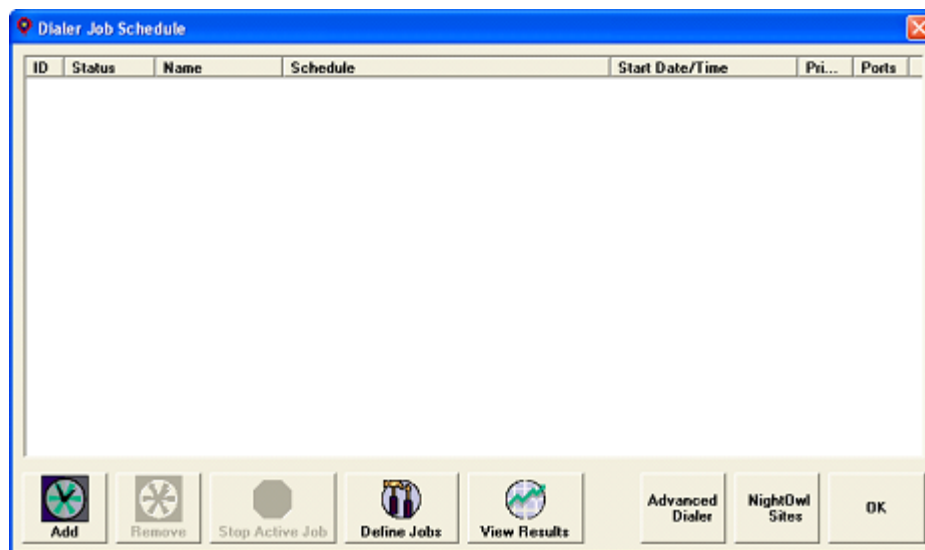 Dialer Job Schedule
ID Status Name Schedule Start Date/Time Pri... Ports
Add Remove Stop Active Job Define Jobs View Results Advanced Dialer NightOwl Sites OK